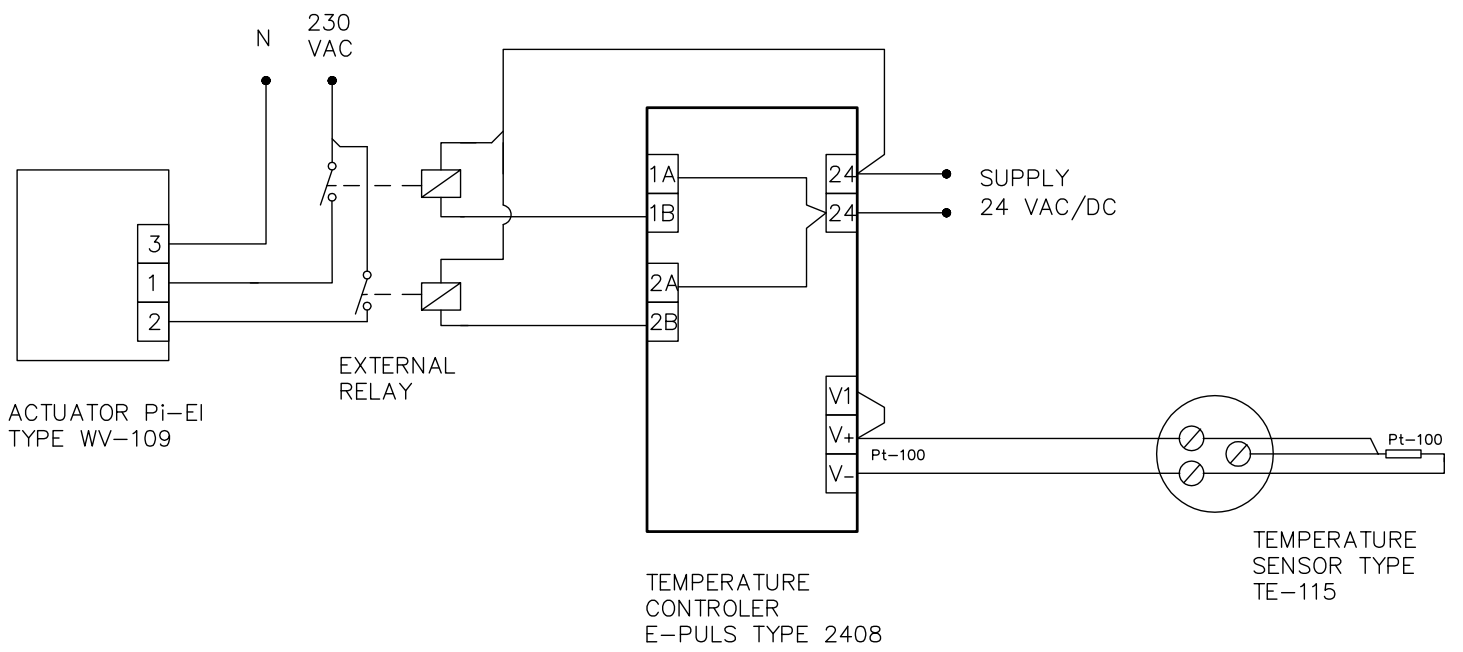 N
230
VAC
1A
1B
2A
2B
24
24
SUPPLY
24 VAC/DC
3
1
2
EXTERNAL
RELAY
ACTUATOR Pi-El
TYPE WV-109
V1
V+
V-
Pt-100
Pt-100
TEMPERATURE
SENSOR TYPE
TE-115
TEMPERATURE
CONTROLER
E-PULS TYPE 2408